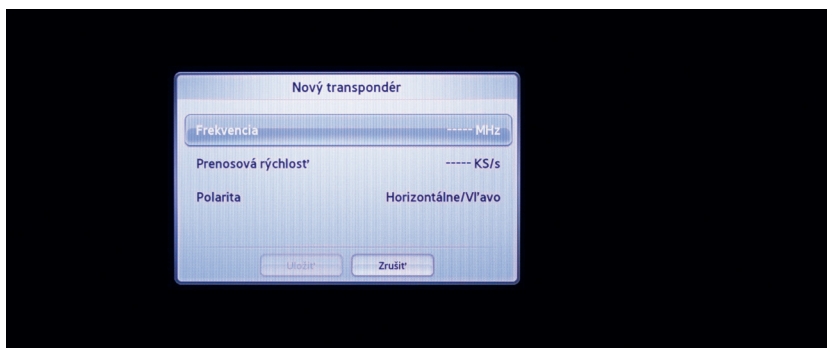 Nový transpondér
Frekvencia ----- MHz
Prenosová rýchlosť ----- KS/s
Polarita Horizontálne/Vľavo
Uložiť Zrušiť